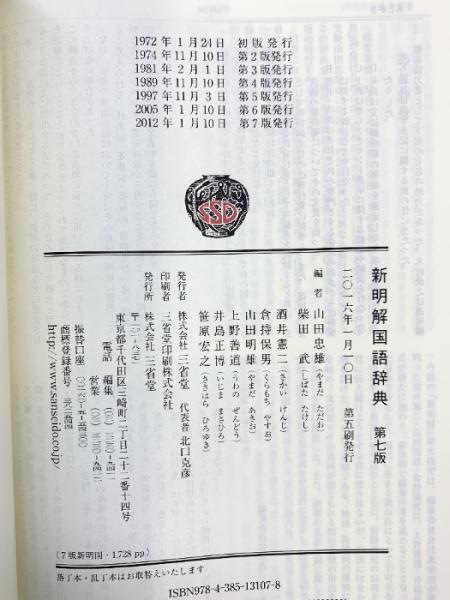 1972年 1月24日 初版発行
1974年11月10日 第2版発行
1981年 2月 1日 第3版発行
1989年11月10日 第4版発行
1997年11月 3日 第5版発行
2005年 1月10日 第6版発行
2012年 1月10日 第7版発行
SSD
新明解国語辞典 第七版
二〇一六年一月一〇日 第五刷発行
編者 山田忠雄(やまだ ただお)
柴田 武(しばた たけし)
酒井憲二(さかい けんじ)
倉持保男(くらもち やすお)
山田明雄(やまだ あきお)
上野善道(うわの ぜんどう)
井島正博(いじま まさひろ)
笹原宏之(ささはら ひろゆき)
発行者 株式会社 三省堂 代表者 北口克彦
印刷者 三省堂印刷株式会社
発行所 株式会社 三省堂
東京都千代田区三崎町二丁目二十二番十四号
電話 編集
営業
振替口座
商標登録番号
http://www.sanseido.co.jp/
(7版新明国・1,728 pp)
落丁本・乱丁本はお取替えいたします
ISBN978-4-385-13107-8